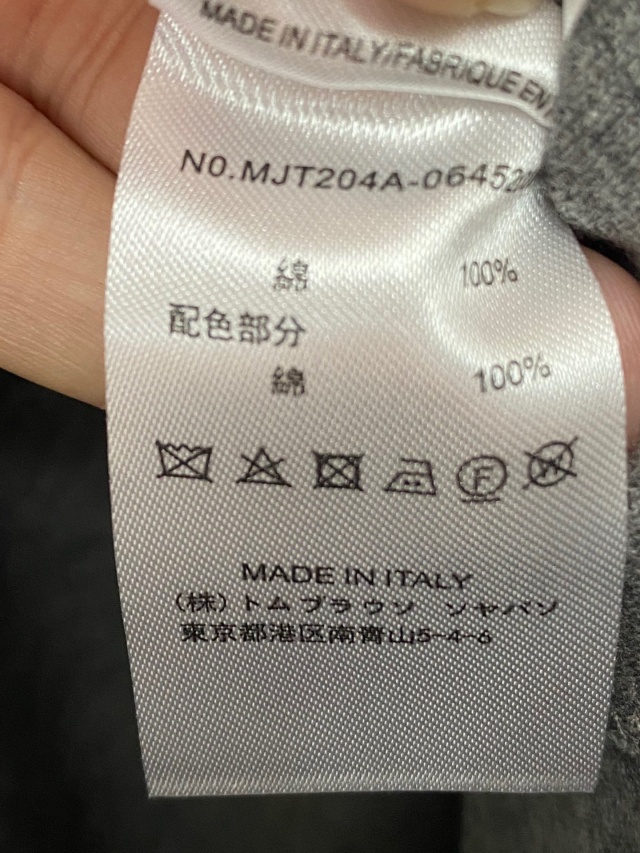 MADE IN ITALY/FABRIQUE EN
NO.MJT204A-06452
綿 100%
配色部分
綿 100%
F
W
MADE IN ITALY
(株)トムブラウン ジャパン
東京都港区南青山5-4-6